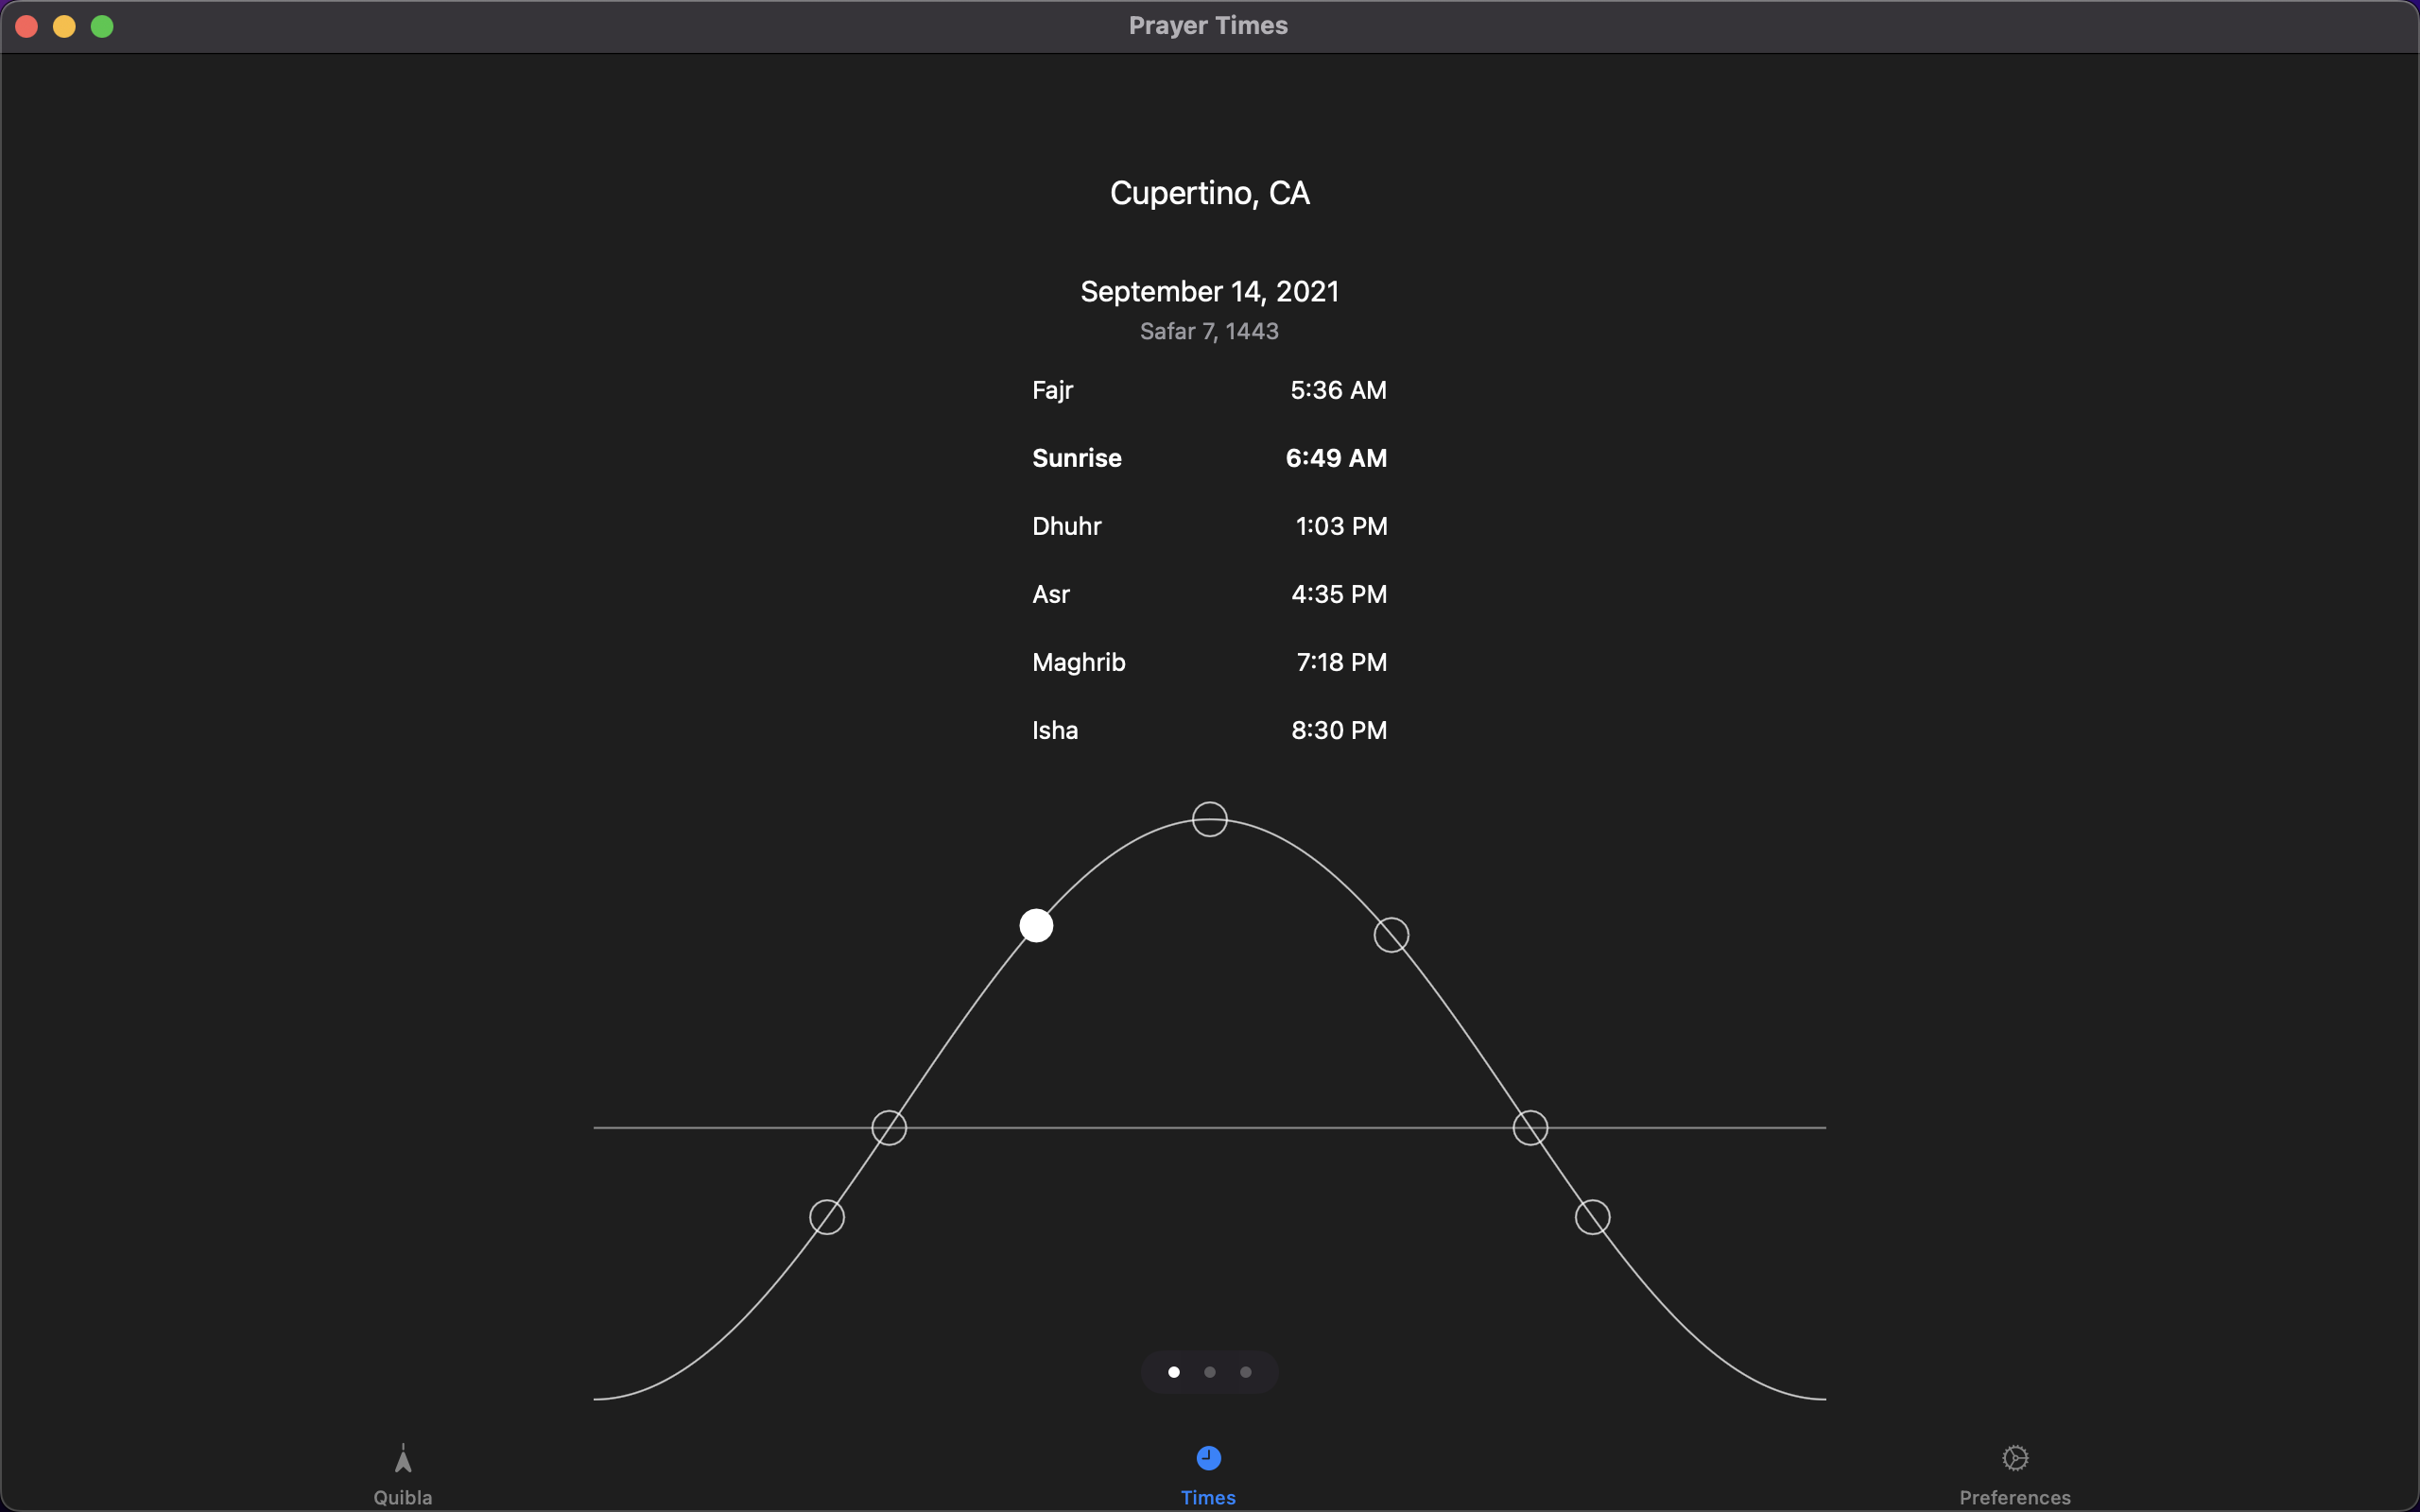 Prayer Times
Cupertino, CA
September 14, 2021
Safar 7, 1443
Fajr 5:36 AM
Sunrise 6:49 AM
Dhuhr 1:03 PM
Asr 4:35 PM
Maghrib 7:18 PM
Isha 8:30 PM
Quibla Times Preferences